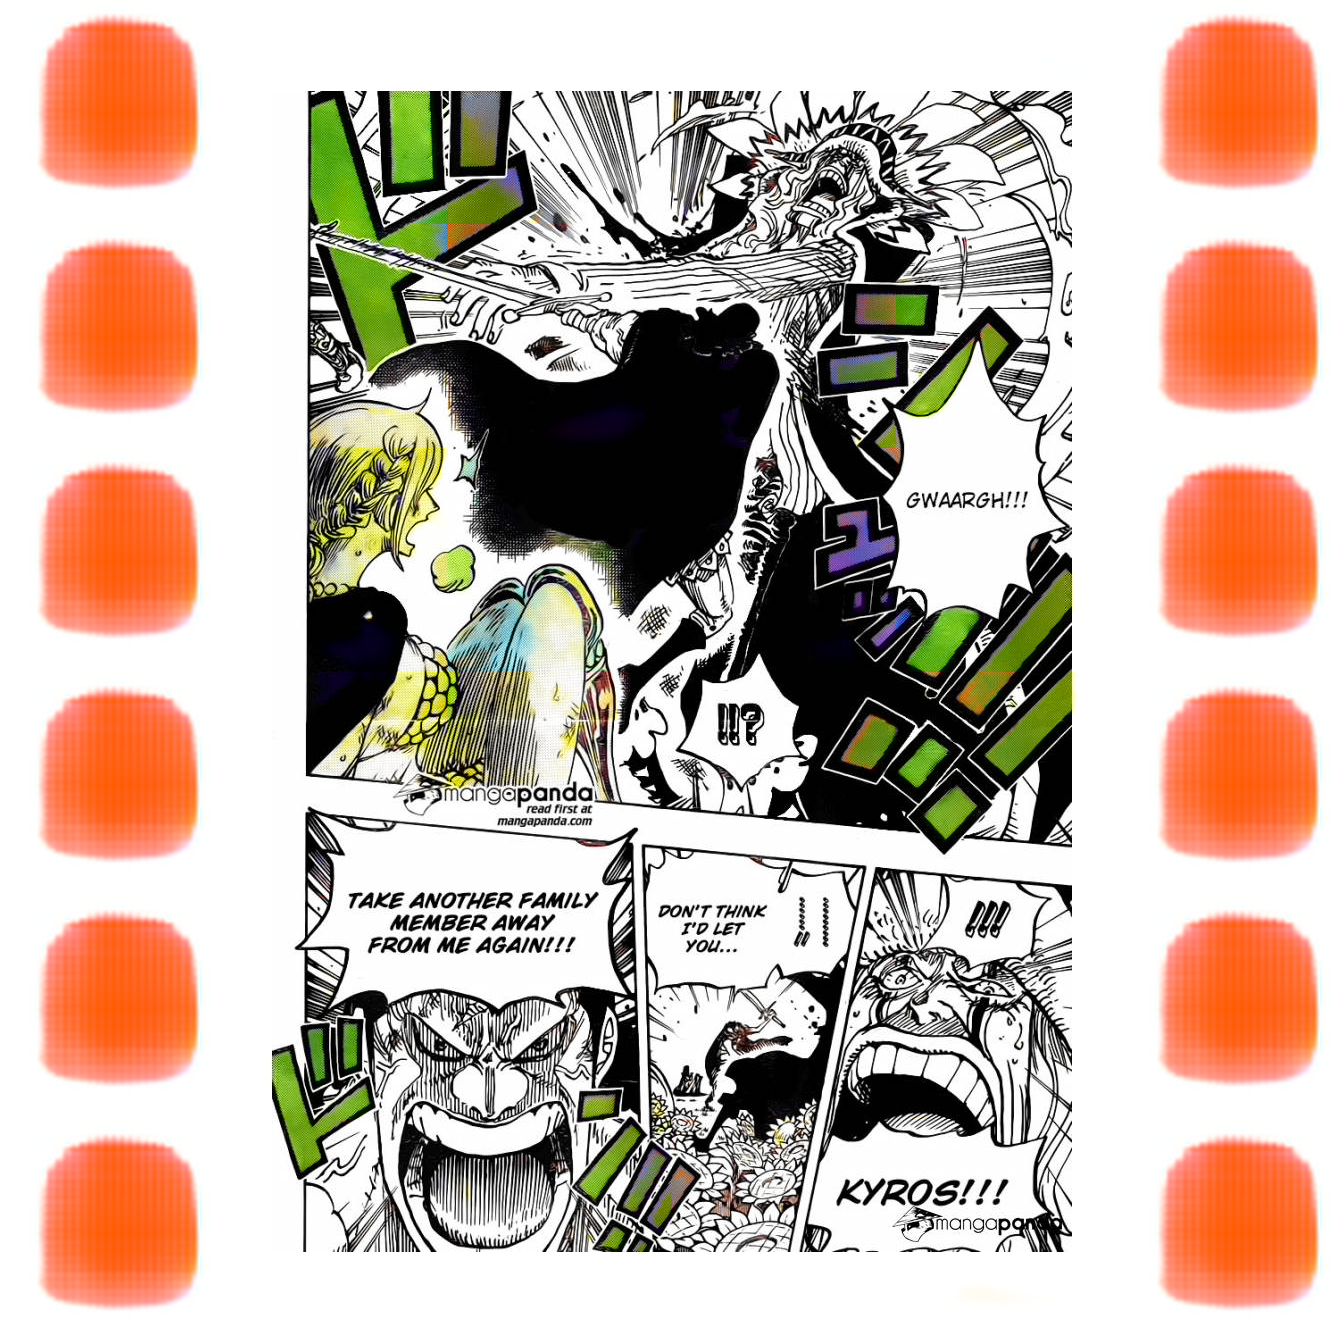 GWAARGH!!!
!!?
mangapanda
read first at
mangapanda.com
!!!
DON'T THINK
I'D LET
YOU...
TAKE ANOTHER FAMILY
MEMBER AWAY
FROM ME AGAIN!!!
KYROS!!!
mangapanda